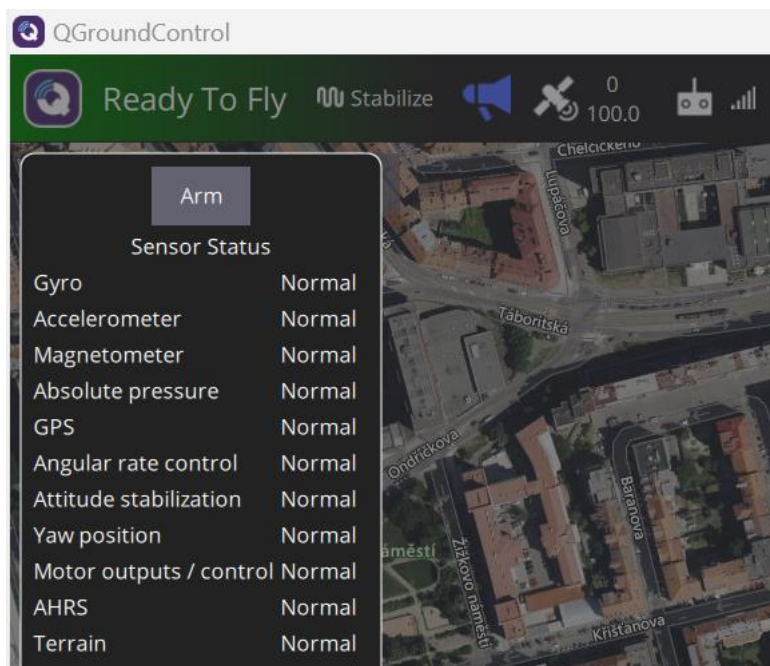 QGroundControl
Ready To Fly Stabilize 0
100.0
Arm
Sensor Status
Gyro Normal
Accelerometer Normal
Magnetometer Normal
Absolute pressure Normal
GPS Normal
Angular rate control Normal
Attitude stabilization Normal
Yaw position Normal
Motor outputs / control Normal
AHRS Normal
Terrain Normal
Lupáčova
Táboritská
Ondříčkova
Baranova
áměstí
Žižkovo náměstí
Křišťanova